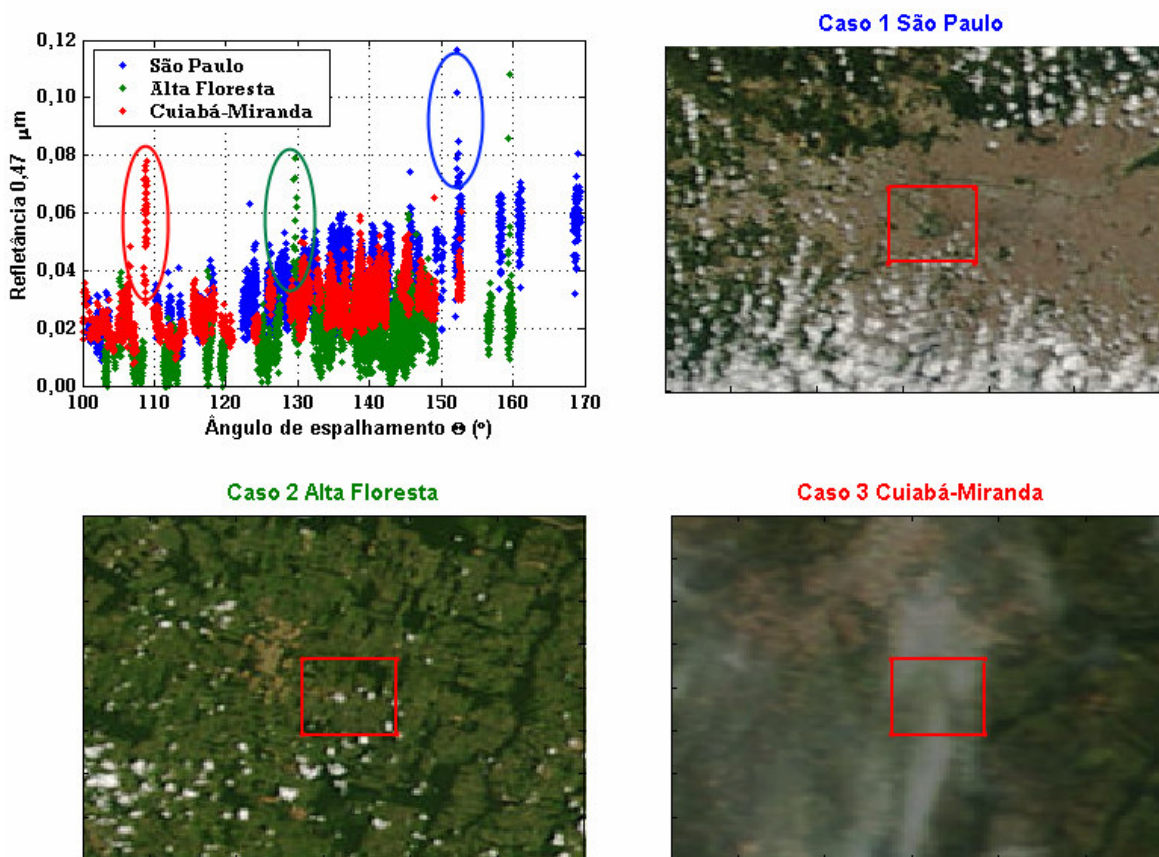 Caso 1 São Paulo
0,12
0,10
0,08
0,06
0,04
0,02
0,00
Refletância 0,47 μm
São Paulo
Alta Floresta
Cuiabá-Miranda
100 110 120 130 140 150 160 170
Ângulo de espalhamento Θ (º)
Caso 2 Alta Floresta
Caso 3 Cuiabá-Miranda